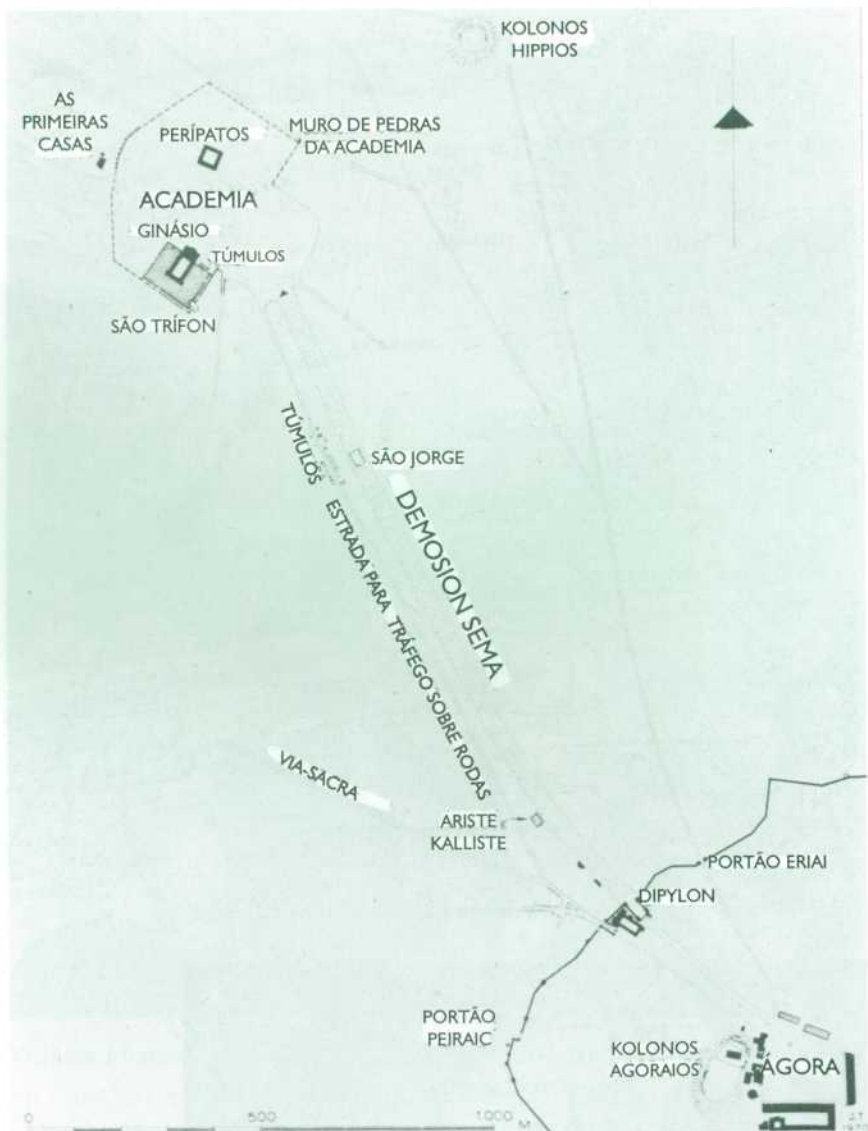 KOLONOS
HIPPIOS
AS
PRIMEIRAS
CASAS
PERÍPATOS
MURO DE PEDRAS
DA ACADEMIA
ACADEMIA
GINÁSIO
TÚMULOS
SÃO TRÍFON
TÚMULOS
SÃO JORGE
DEMOSION SEMA
ESTRADA PARA TRÁFEGO SOBRE RODAS
VIA-SACRA
ARISTE
KALLISTE
PORTÃO ERIAI
DIPYLON
PORTÃO
PEIRAIC
KOLONOS
AGORAIOS
ÁGORA
0 500 1000 M